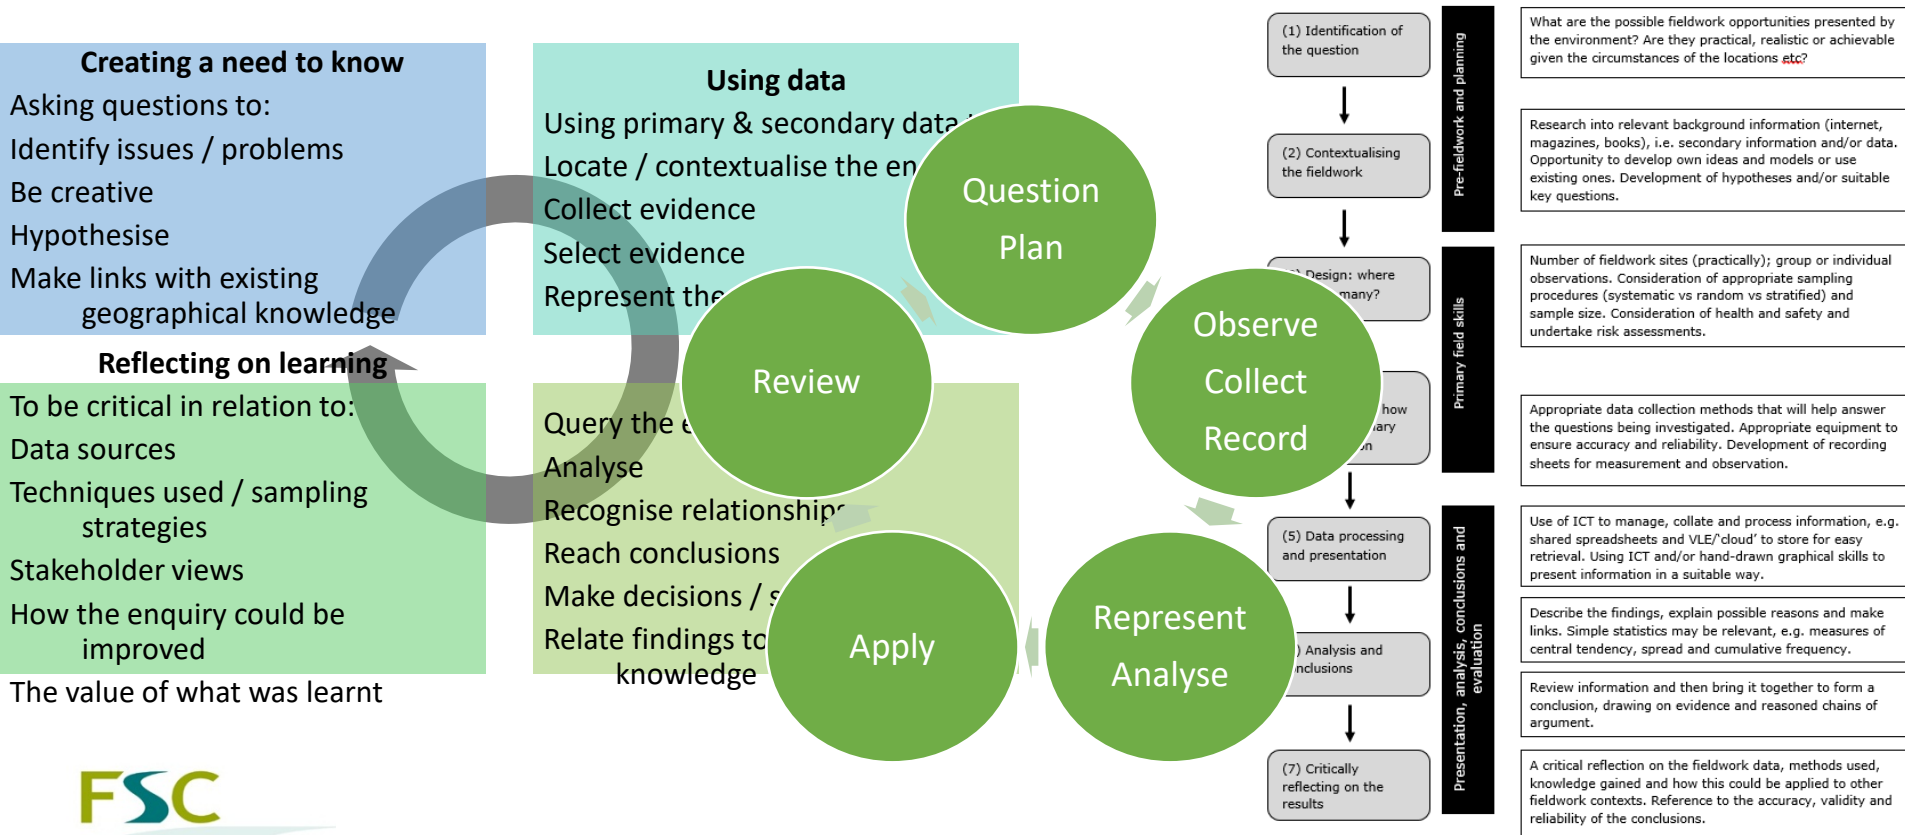 Creating a need to know
Asking questions to:
Identify issues / problems
Be creative
Hypothesise
Make links with existing
geographical knowledge
Reflecting on learning
To be critical in relation to:
Data sources
Techniques used / sampling
strategies
Stakeholder views
How the enquiry could be
improved
The value of what was learnt
FSC
Using data
Using primary & secondary data
Locate / contextualise the en
Collect evidence
Select evidence
Represent the
Query the e
Analyse
Recognise relationships
Reach conclusions
Make decisions / s
Relate findings to
knowledge
Question
Plan
Observe
Collect
Record
Represent
Analyse
Apply
Review
(1) Identification of
the question
(2) Contextualising
the fieldwork
Design: where
many?
how
ary
on
(5) Data processing
and presentation
) Analysis and
nclusions
(7) Critically
reflecting on the
results
Pre-fieldwork and planning
Primary field skills
Presentation, analysis, conclusions and
evaluation
What are the possible fieldwork opportunities presented by
the environment? Are they practical, realistic or achievable
given the circumstances of the locations etc?
Research into relevant background information (internet,
magazines, books), i.e. secondary information and/or data.
Opportunity to develop own ideas and models or use
existing ones. Development of hypotheses and/or suitable
key questions.
Number of fieldwork sites (practically); group or individual
observations. Consideration of appropriate sampling
procedures (systematic vs random vs stratified) and
sample size. Consideration of health and safety and
undertake risk assessments.
Appropriate data collection methods that will help answer
the questions being investigated. Appropriate equipment to
ensure accuracy and reliability. Development of recording
sheets for measurement and observation.
Use of ICT to manage, collate and process information, e.g.
shared spreadsheets and VLE/‘cloud’ to store for easy
retrieval. Using ICT and/or hand-drawn graphical skills to
present information in a suitable way.
Describe the findings, explain possible reasons and make
links. Simple statistics may be relevant, e.g. measures of
central tendency, spread and cumulative frequency.
Review information and then bring it together to form a
conclusion, drawing on evidence and reasoned chains of
argument.
A critical reflection on the fieldwork data, methods used,
knowledge gained and how this could be applied to other
fieldwork contexts. Reference to the accuracy, validity and
reliability of the conclusions.